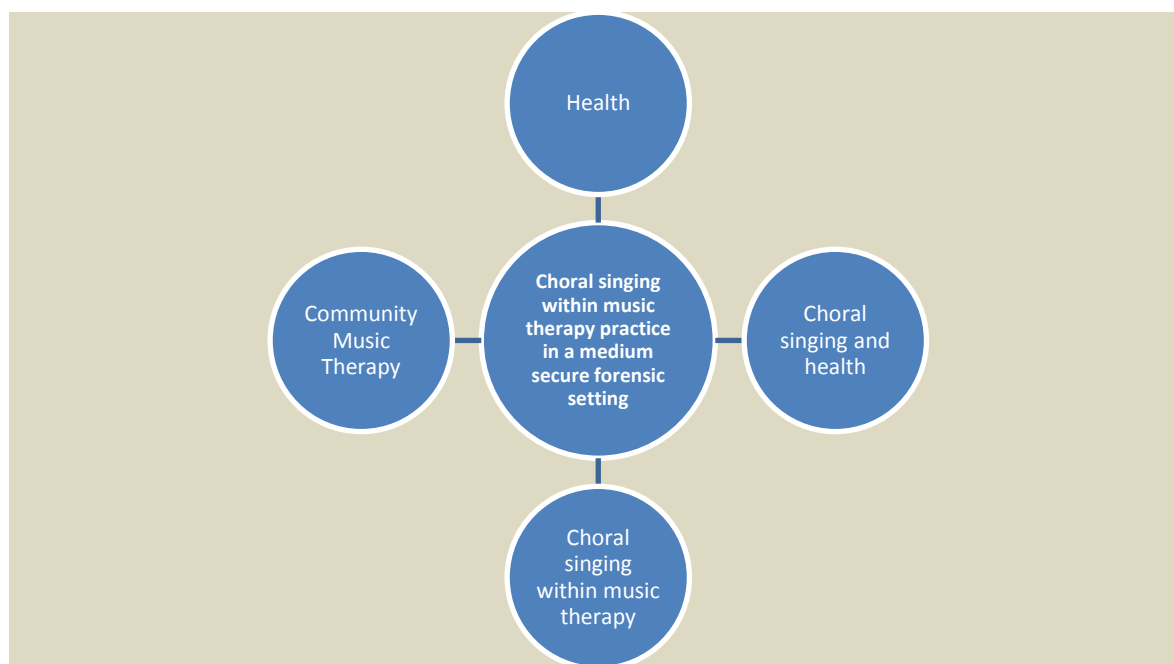 Health
Community
Music
Therapy
Choral singing
within music
therapy practice
in a medium
secure forensic
setting
Choral
singing and
health
Choral
singing
within music
therapy